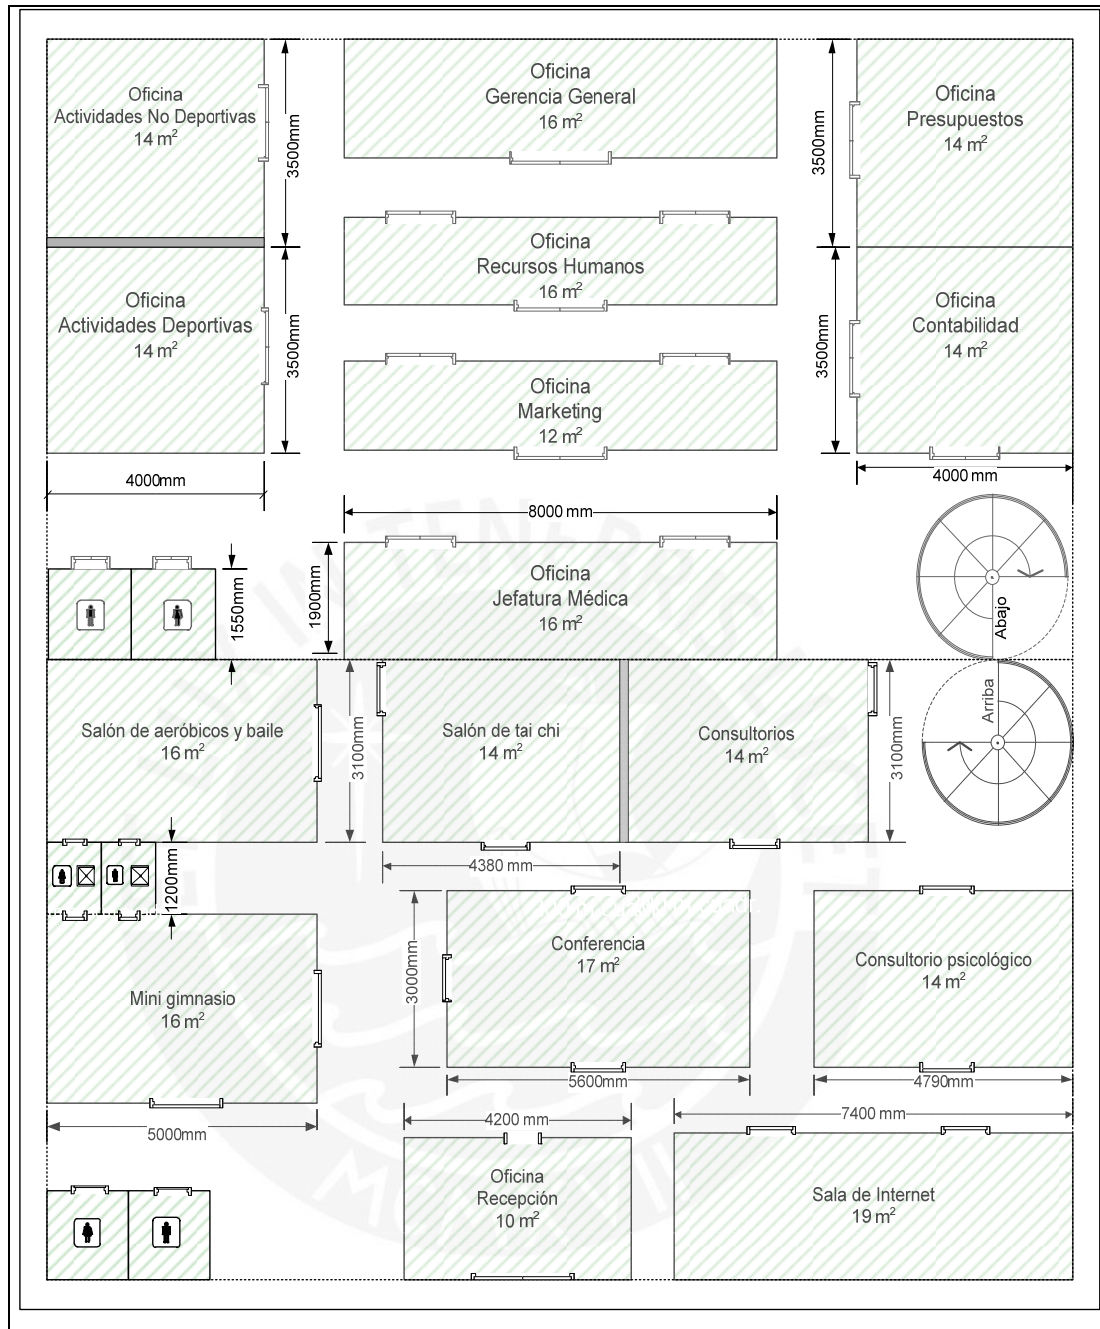 Oficina
Actividades No Deportivas
14 m²
3500mm
Oficina
Gerencia General
16 m²
3500mm
Oficina
Presupuestos
14 m²
Oficina
Recursos Humanos
16 m²
Oficina
Actividades Deportivas
14 m²
3500mm
Oficina
Marketing
12 m²
3500mm
Oficina
Contabilidad
14 m²
4000mm
4000 mm
8000 mm
1550mm
1900mm
Oficina
Jefatura Médica
16 m²
Abajo
Arriba
Salón de aeróbicos y baile
16 m²
3100mm
Salón de tai chi
14 m²
Consultorios
14 m²
3100mm
1200mm
4380 mm
Mini gimnasio
16 m²
3000mm
Conferencia
17 m²
Consultorio psicológico
14 m²
5600mm
4790mm
5000mm
4200 mm
7400 mm
Oficina
Recepción
10 m²
Sala de Internet
19 m²